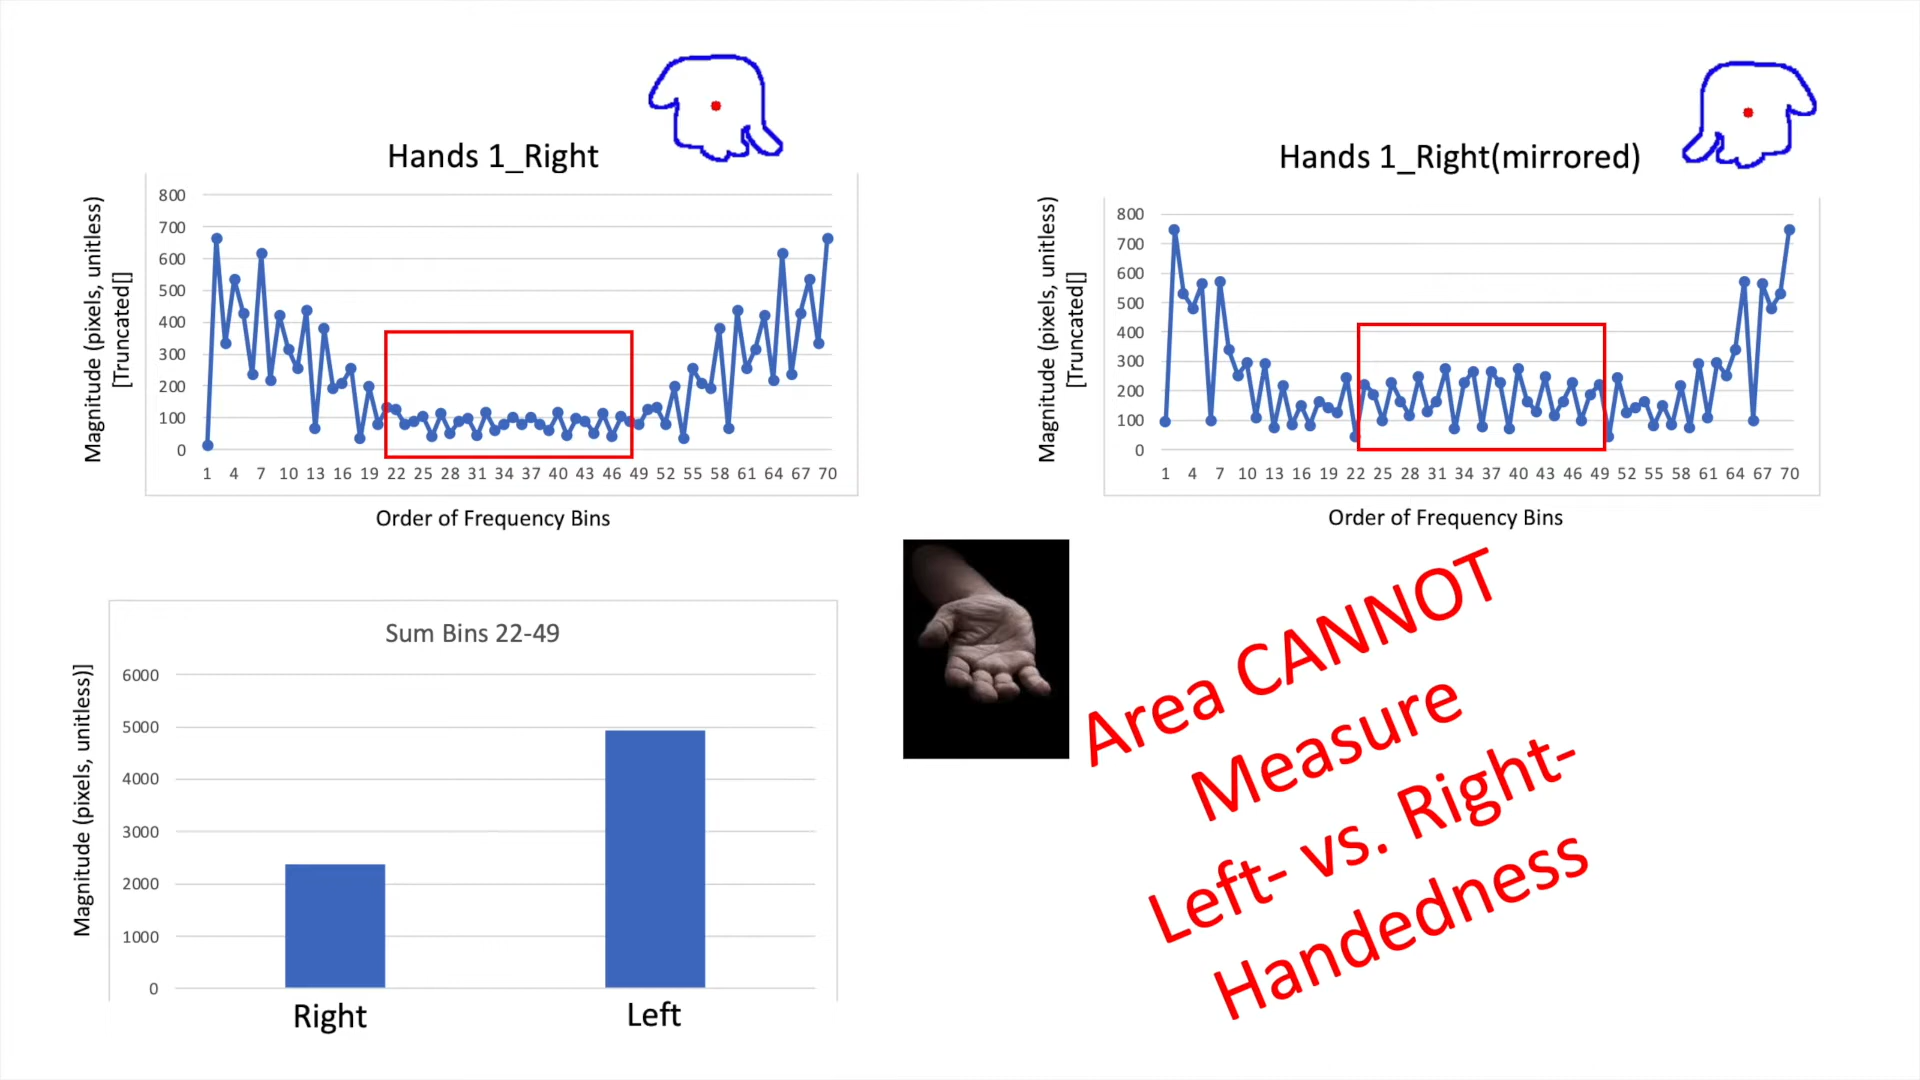 Hands 1_Right
Magnitude (pixels, unitless)
[Truncated[]
800
700
600
500
400
300
200
100
0
1 4 7 10 13 16 19 22 25 28 31 34 37 40 43 46 49 52 55 58 61 64 67 70
Order of Frequency Bins
Hands 1_Right(mirrored)
Magnitude (pixels, unitless)
[Truncated[]
800
700
600
500
400
300
200
100
0
1 4 7 10 13 16 19 22 25 28 31 34 37 40 43 46 49 52 55 58 61 64 67 70
Order of Frequency Bins
Sum Bins 22-49
Magnitude (pixels, unitless)]
6000
5000
4000
3000
2000
1000
0
Right Left
Area CANNOT
Measure
Left- vs. Right-
Handedness